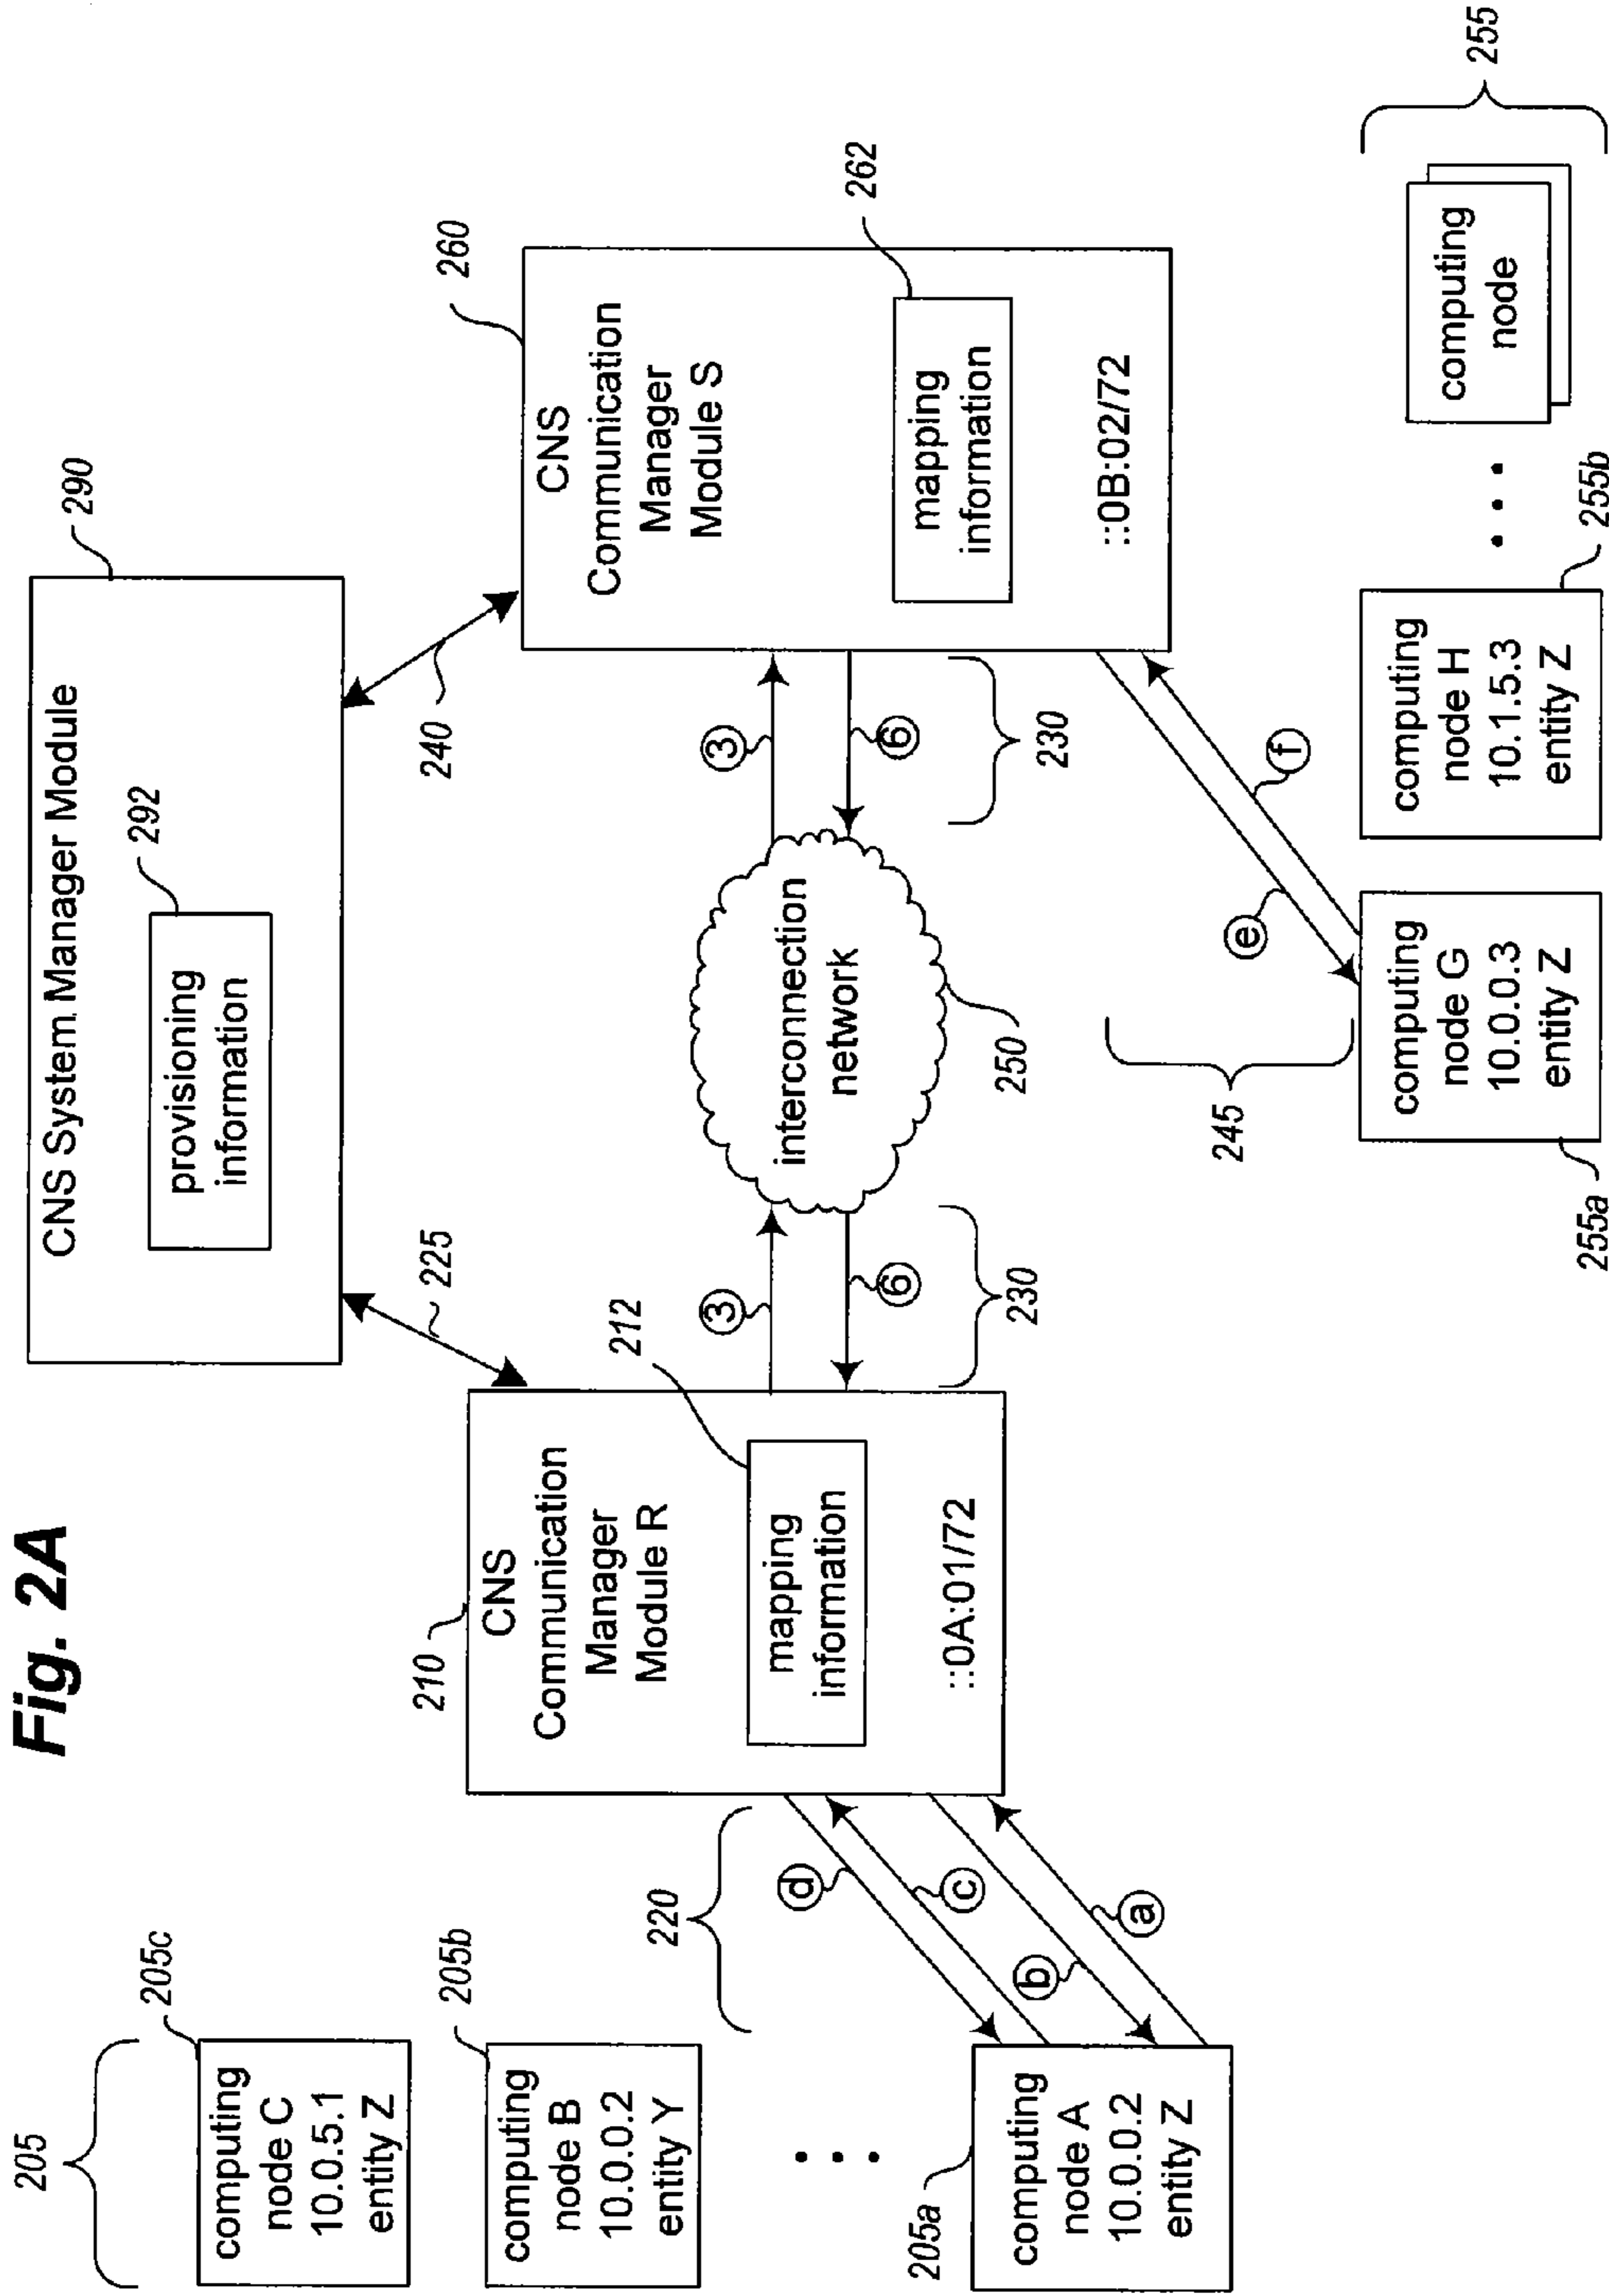 Fig. 2A
CNS System Manager Module
290
provisioning
information
292
225
240
205
205c
computing
node C
10.0.5.1
entity Z
205b
computing
node B
10.0.0.2
entity Y
205a
computing
node A
10.0.0.2
entity Z
220
d
c
b
a
210
CNS
Communication
Manager
Module R
212
mapping
information
::0A:01/72
3
6
230
interconnection
network
250
3
6
230
260
CNS
Communication
Manager
Module S
262
mapping
information
::0B:02/72
245
e
f
255a
computing
node G
10.0.0.3
entity Z
255b
computing
node H
10.1.5.3
entity Z
computing
node
255